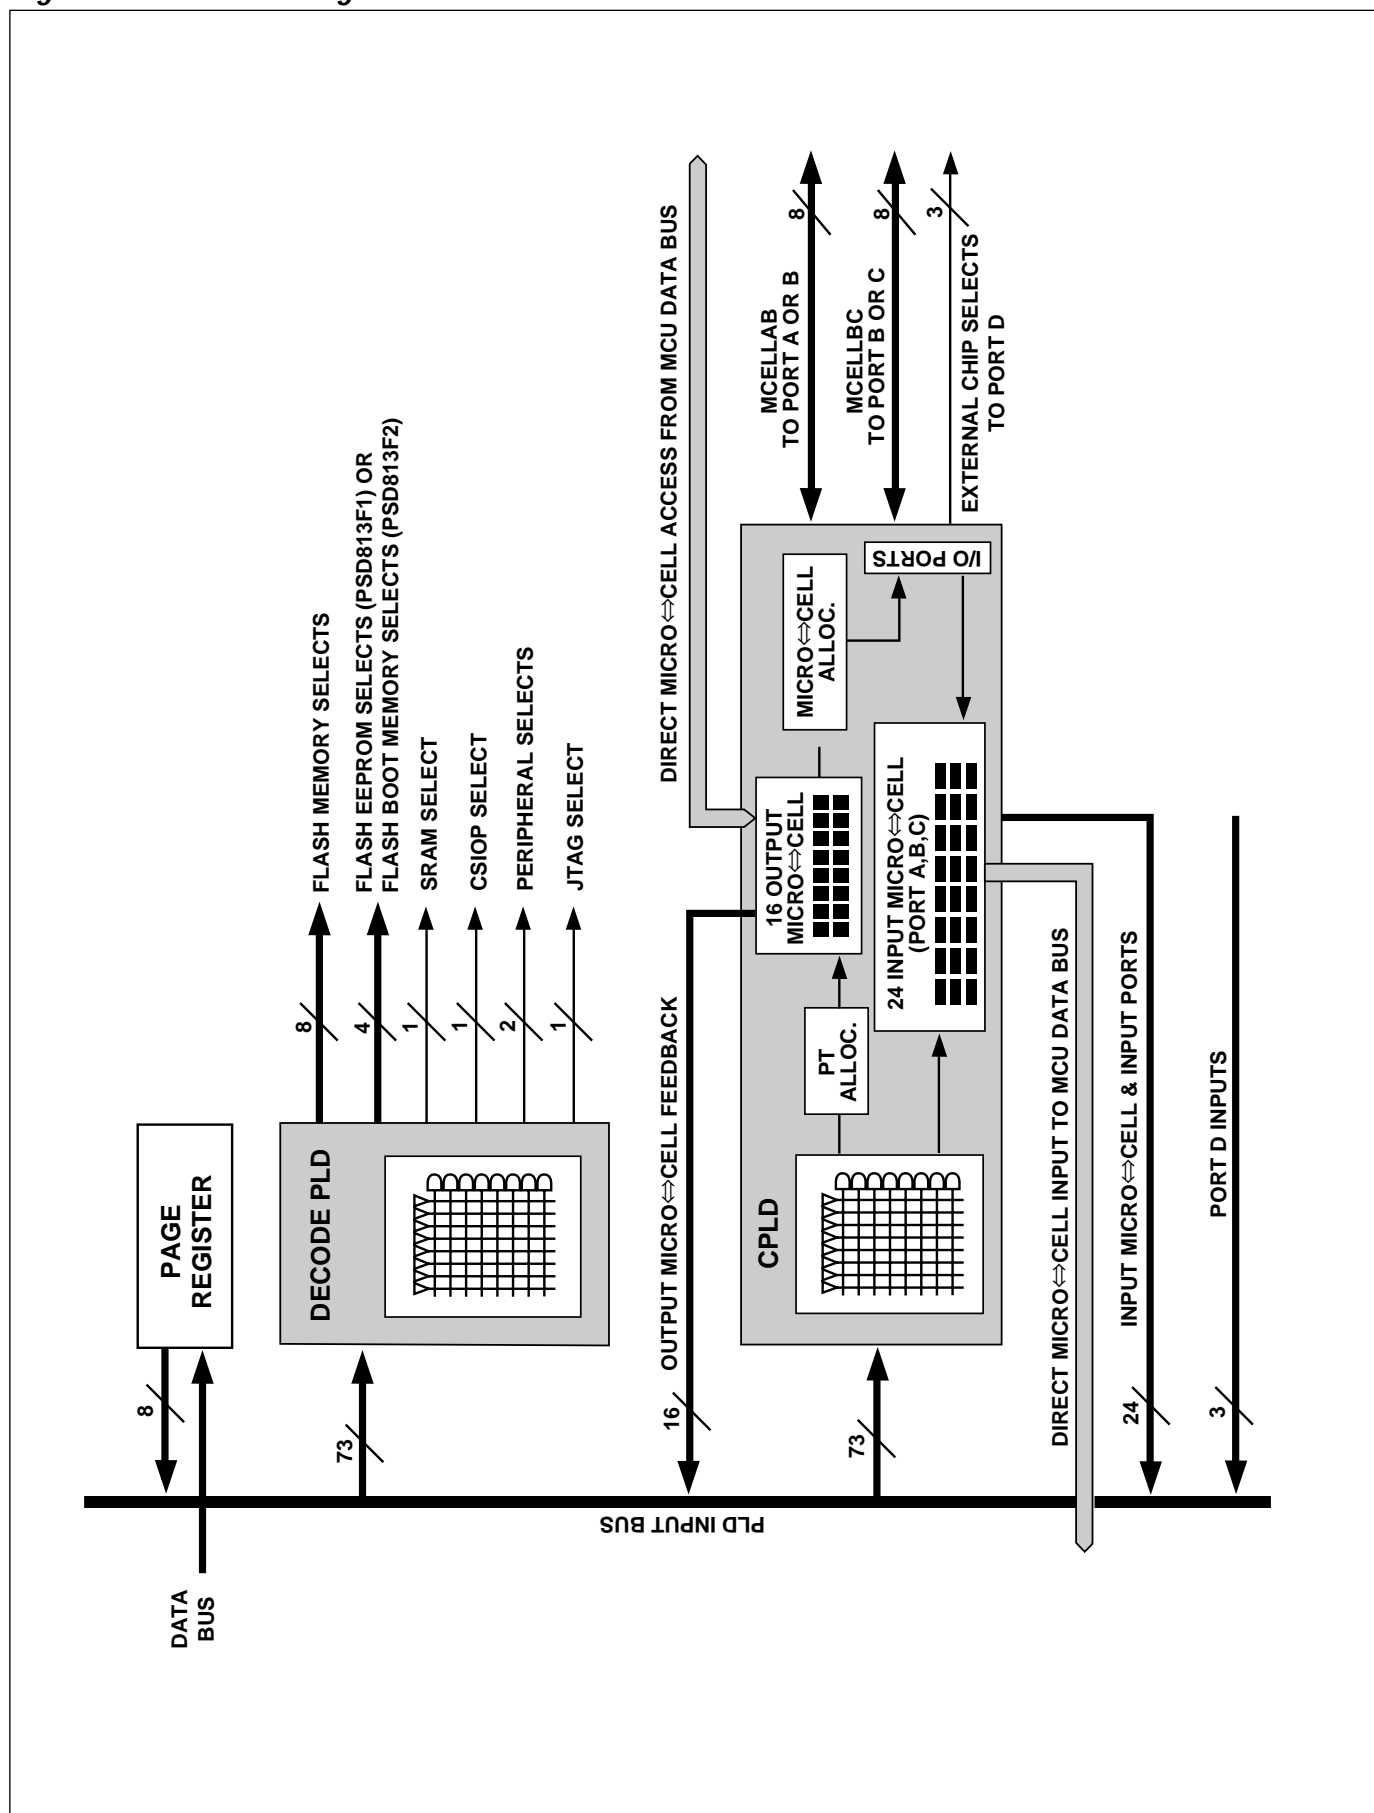 DATA
BUS
8
PAGE
REGISTER
73
DECODE PLD
8
FLASH MEMORY SELECTS
4
FLASH EEPROM SELECTS (PSD813F1) OR
FLASH BOOT MEMORY SELECTS (PSD813F2)
1
SRAM SELECT
1
CSIOP SELECT
2
PERIPHERAL SELECTS
1
JTAG SELECT
PLD INPUT BUS
16
OUTPUT MICRO⇔CELL FEEDBACK
DIRECT MICRO⇔CELL ACCESS FROM MCU DATA BUS
73
CPLD
PT
ALLOC.
16 OUTPUT
MICRO⇔CELL
MICRO⇔CELL
ALLOC.
24 INPUT MICRO⇔CELL
(PORT A,B,C)
I/O PORTS
MCELLAB
TO PORT A OR B
8
MCELLBC
TO PORT B OR C
8
EXTERNAL CHIP SELECTS
TO PORT D
3
DIRECT MICRO⇔CELL INPUT TO MCU DATA BUS
24
INPUT MICRO⇔CELL & INPUT PORTS
3
PORT D INPUTS